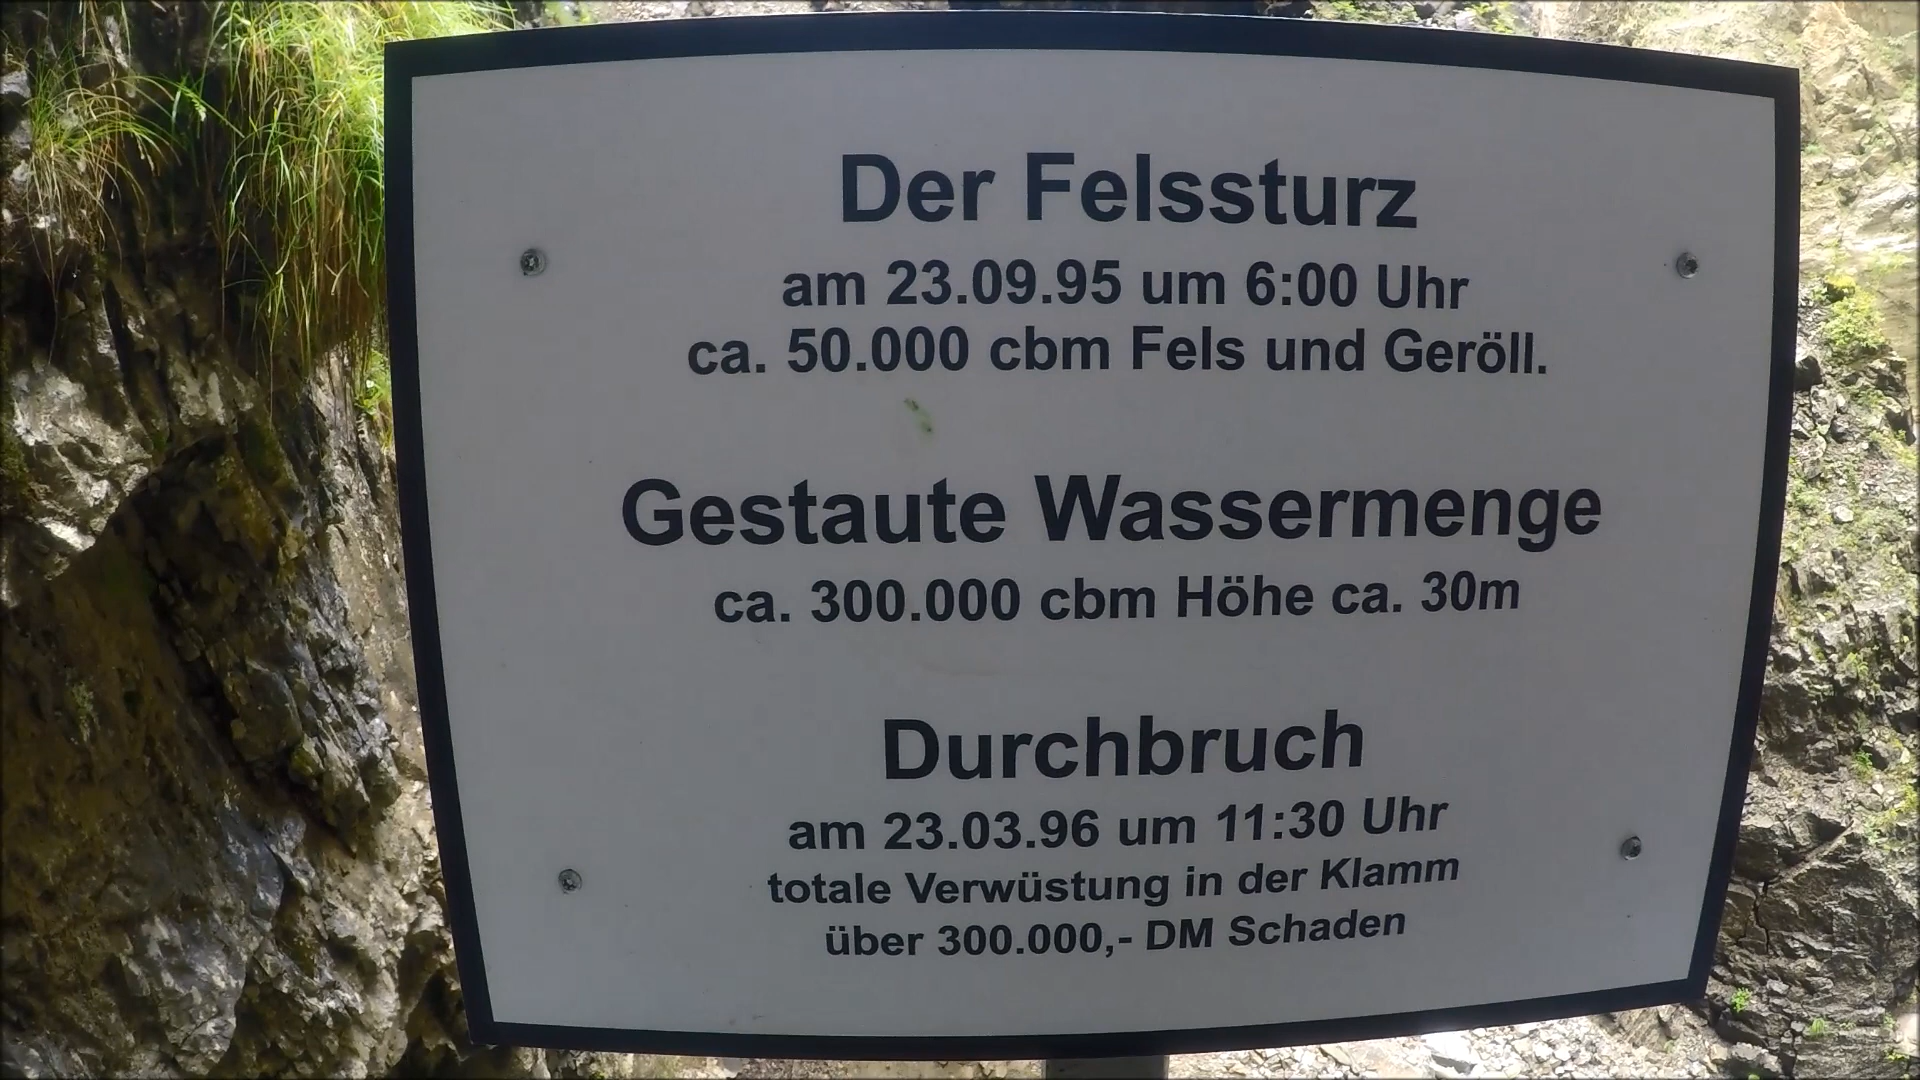 Der Felssturz
am 23.09.95 um 6:00 Uhr
ca. 50.000 cbm Fels und Geröll.
Gestaute Wassermenge
ca. 300.000 cbm Höhe ca. 30m
Durchbruch
am 23.03.96 um 11:30 Uhr
totale Verwüstung in der Klamm
über 300.000,- DM Schaden